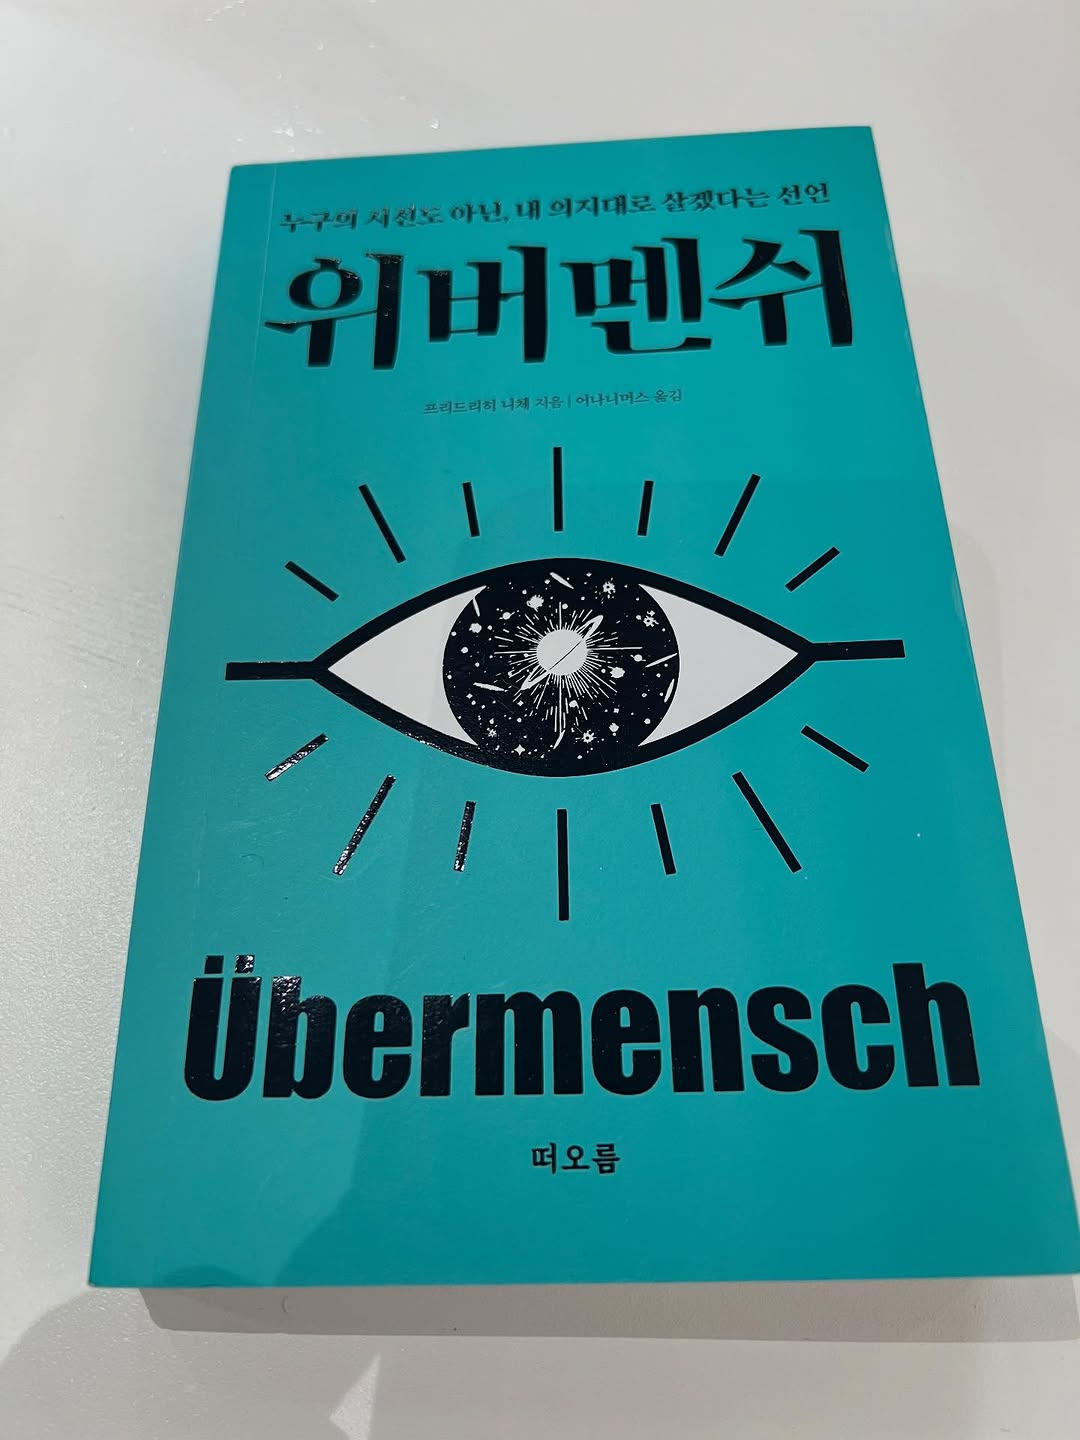 누구의 시선도 아닌, 내 의지대로 살겠다는 선언
위버멘쉬
프리드리히 니체 지음 | 어나니머스 옮김
Übermensch
떠오름